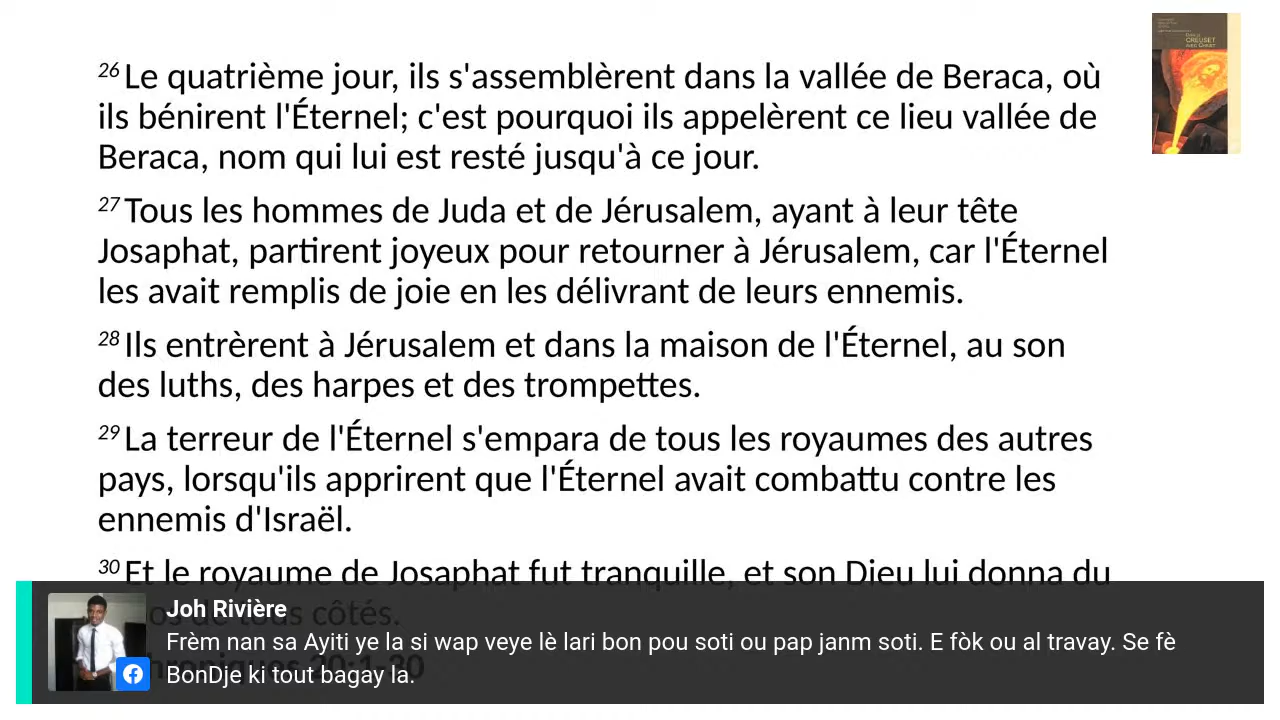 CREUSET
AVEC CHRIST
26 Le quatrième jour, ils s'assemblèrent dans la vallée de Beraca, où
ils bénirent l'Éternel; c'est pourquoi ils appelèrent ce lieu vallée de
Beraca, nom qui lui est resté jusqu'à ce jour.
27 Tous les hommes de Juda et de Jérusalem, ayant à leur tête
Josaphat, partirent joyeux pour retourner à Jérusalem, car l'Éternel
les avait remplis de joie en les délivrant de leurs ennemis.
28 Ils entrèrent à Jérusalem et dans la maison de l'Éternel, au son
des luths, des harpes et des trompettes.
29 La terreur de l'Éternel s'empara de tous les royaumes des autres
pays, lorsqu'ils apprirent que l'Éternel avait combattu contre les
ennemis d'Israël.
30 Et le royaume de Josaphat fut tranquille, et son Dieu lui donna du
de tous côtés.
Joh Rivière
Frèm nan sa Ayiti ye la si wap veye lè lari bon pou soti ou pap janm soti. E fòk ou al travay. Se fè
BonDje ki tout bagay la.